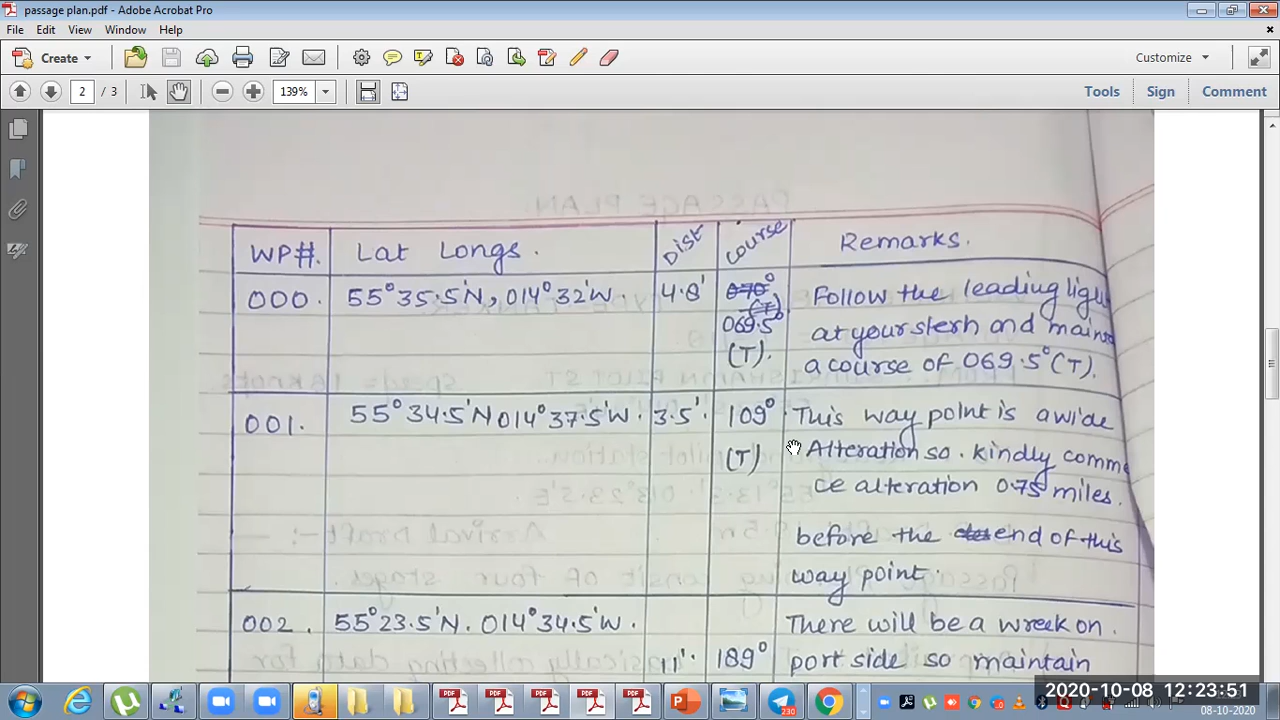 passage plan.pdf - Adobe Acrobat Pro
File Edit View Window Help
Create Customize
2 / 3 139% Tools Sign Comment
WP#. Lat Longs. Dist Course Remarks.
000. 55°35.5'N, 014°32'W 4.8' 070° (T) 069.5° (T). Follow the leading
at your stern and
a course of 069.5°(T).
001. 55°34.5'N 014°37.5'W. 3.5'. 109° (T) This way point is a wide
Alteration so. kindly comme
ce alteration 0.75 miles.
before the end of this
way point.
002. 55°23.5'N. 014°34.5'W. There will be a wreck on.
11'. 189° port side so maintain
230
2020-10-08 12:23:51
08-10-2020